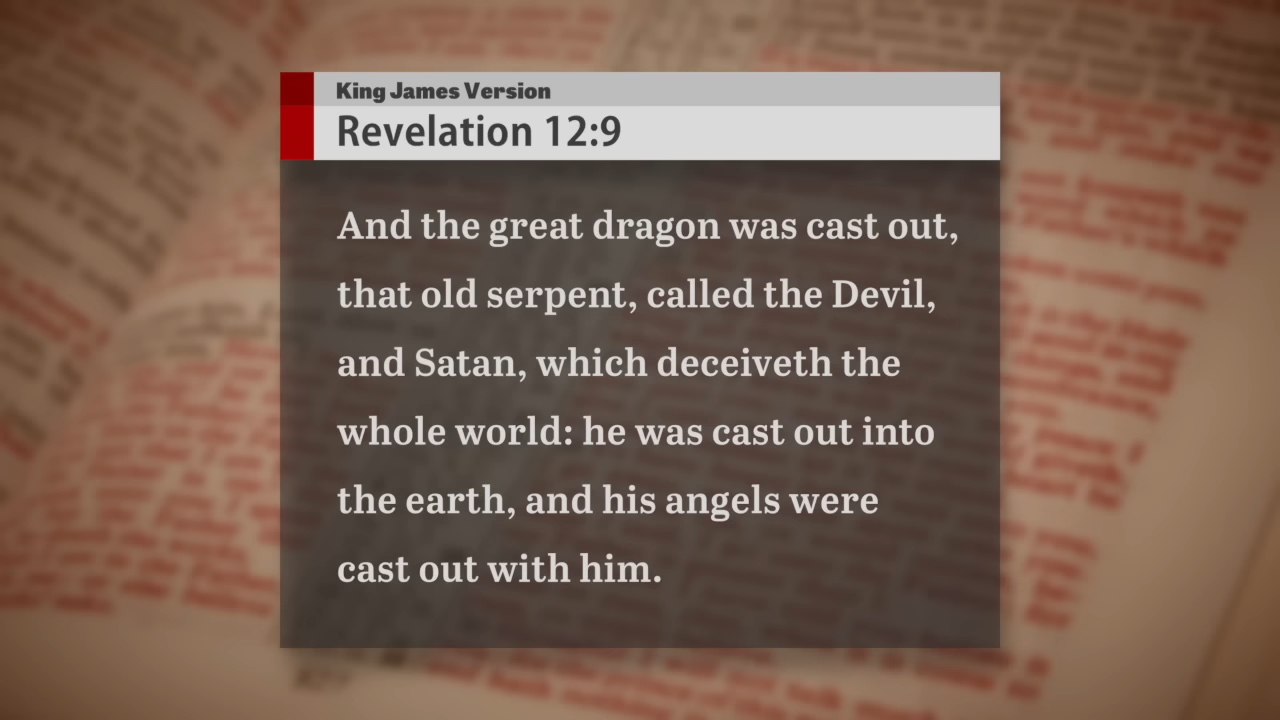 King James Version
Revelation 12:9
And the great dragon was cast out,
that old serpent, called the Devil,
and Satan, which deceiveth the
whole world: he was cast out into
the earth, and his angels were
cast out with him.